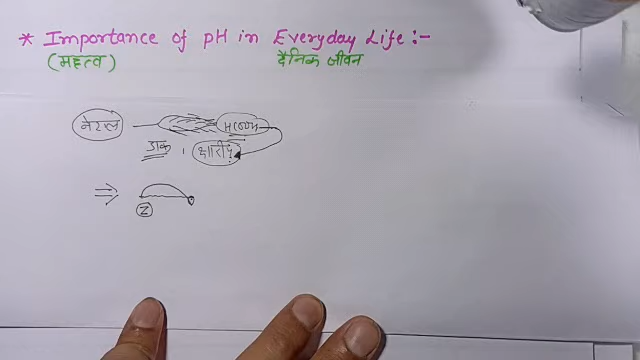 * Importance of pH in Everyday Life :-
(महत्व) दैनिक जीवन
नेटल HCOOH
डाक ,
⇒
Z